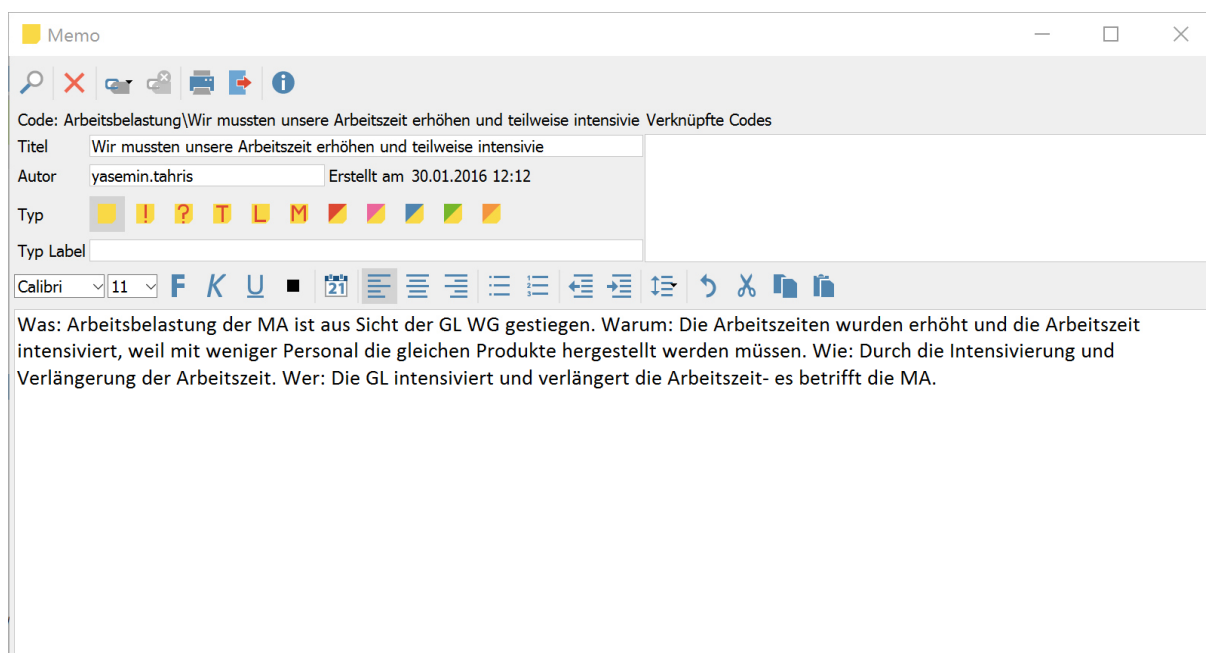 Memo
Code: Arbeitsbelastung\Wir mussten unsere Arbeitszeit erhöhen und teilweise intensivie Verknüpfte Codes
Titel Wir mussten unsere Arbeitszeit erhöhen und teilweise intensivie
Autor yasemin.tahris Erstellt am 30.01.2016 12:12
Typ ! ? T L M
Typ Label
Calibri 11 F K U 21
Was: Arbeitsbelastung der MA ist aus Sicht der GL WG gestiegen. Warum: Die Arbeitszeiten wurden erhöht und die Arbeitszeit
intensiviert, weil mit weniger Personal die gleichen Produkte hergestellt werden müssen. Wie: Durch die Intensivierung und
Verlängerung der Arbeitszeit. Wer: Die GL intensiviert und verlängert die Arbeitszeit- es betrifft die MA.